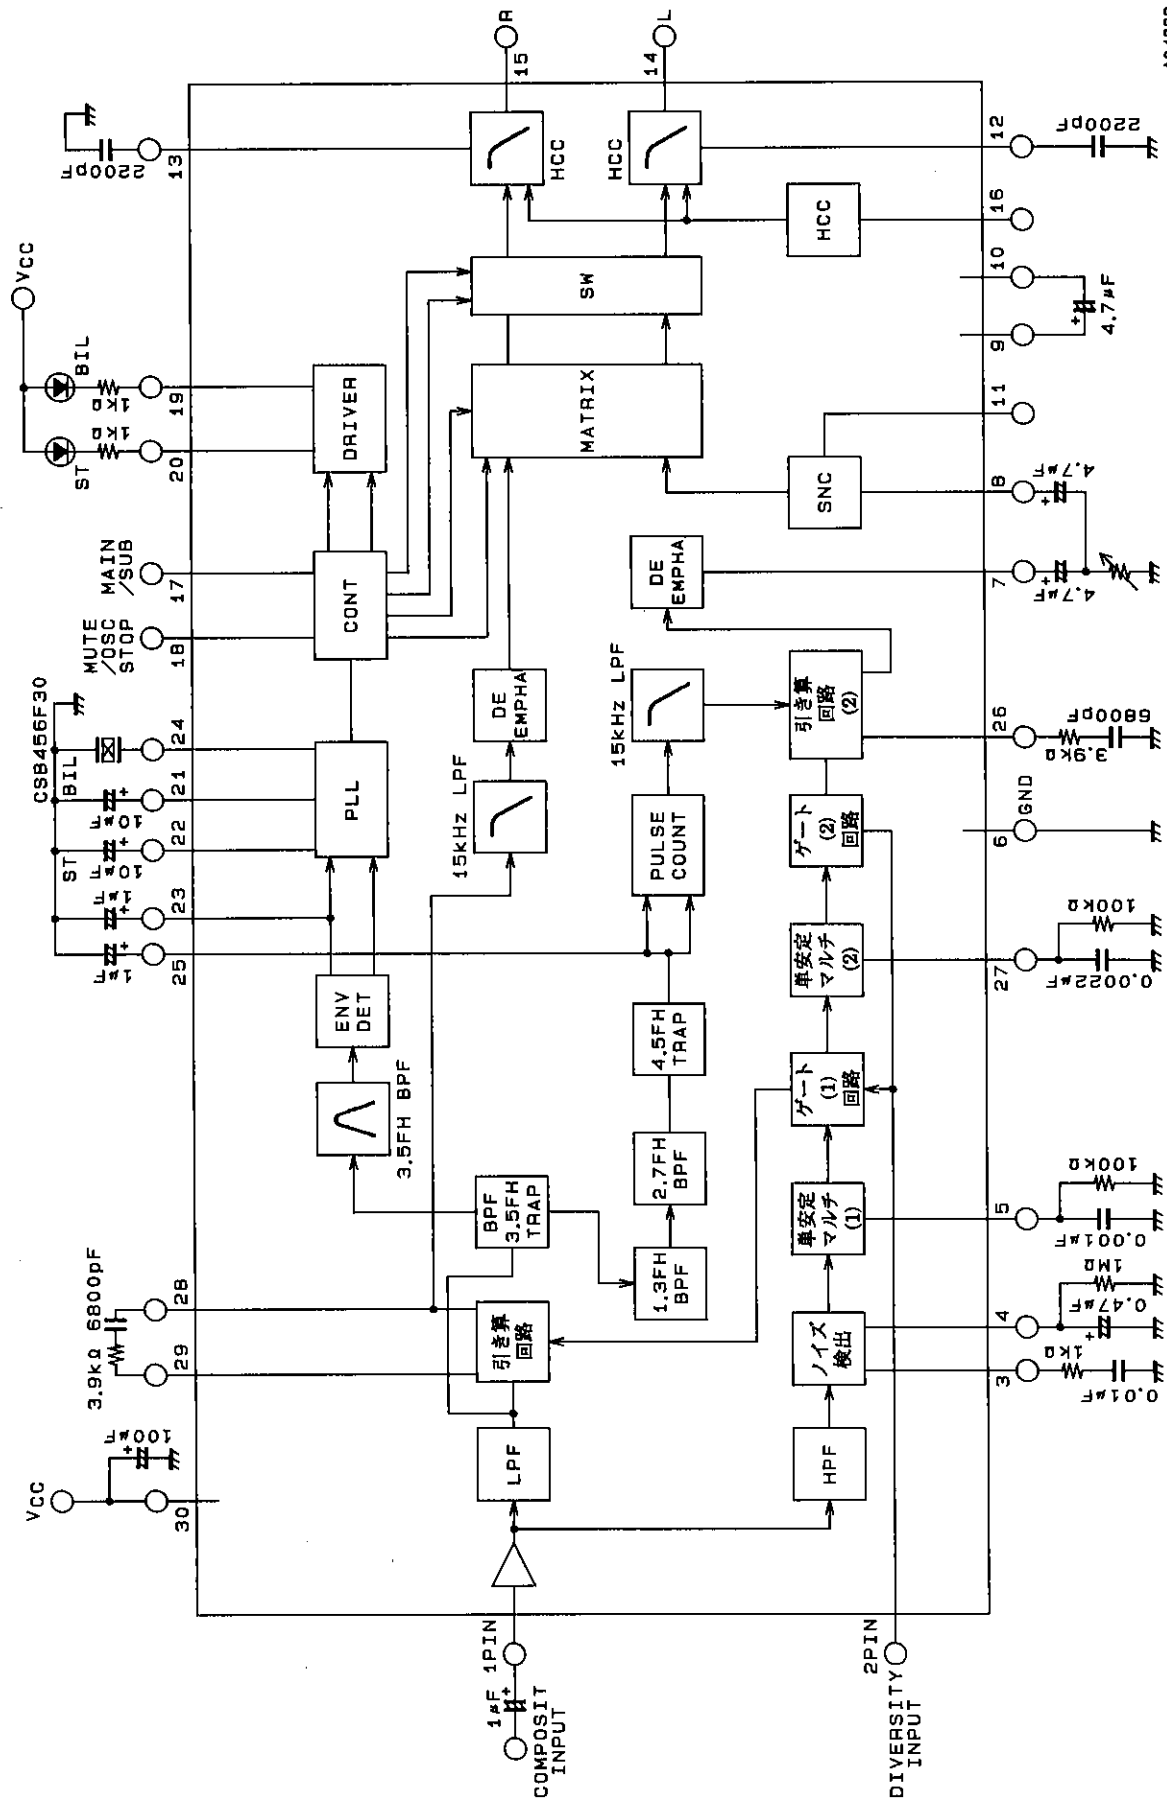 VCC
100μF
30
3.9kΩ 6800pF
29
28
1μF
25
1μF
23
ST
10μF
22
10μF
21
CSB456F30
BIL
24
MUTE
/OSC
STOP
18
MAIN
/SUB
17
ST
1kΩ
20
BIL
1kΩ
19
VCC
2200pF
13
3.5FH BPF
ENV
DET
PLL
CONT
DRIVER
15kHz LPF
DE
EMPHA
COMPOSIT
INPUT
1μF
1PIN
LPF
引き算
回路
BPF
3.5FH
TRAP
1.3FH
BPF
2.7FH
BPF
4.5FH
TRAP
PULSE
COUNT
15kHz LPF
DE
EMPHA
MATRIX
SW
HCC
15
R
HCC
14
L
HPF
ノイズ
検出
単安定
マルチ
(1)
ゲート
(1)
回路
単安定
マルチ
(2)
ゲート
(2)
回路
引き算
回路
(2)
SNC
HCC
DIVERSITY
INPUT
2PIN
3
1kΩ
0.01μF
4
1MΩ
0.47μF
5
100kΩ
0.001μF
27
100kΩ
0.0022μF
6
GND
26
3.9kΩ
6800pF
7
4.7μF
8
4.7μF
11
9
10
4.7μF
16
12
2200pF